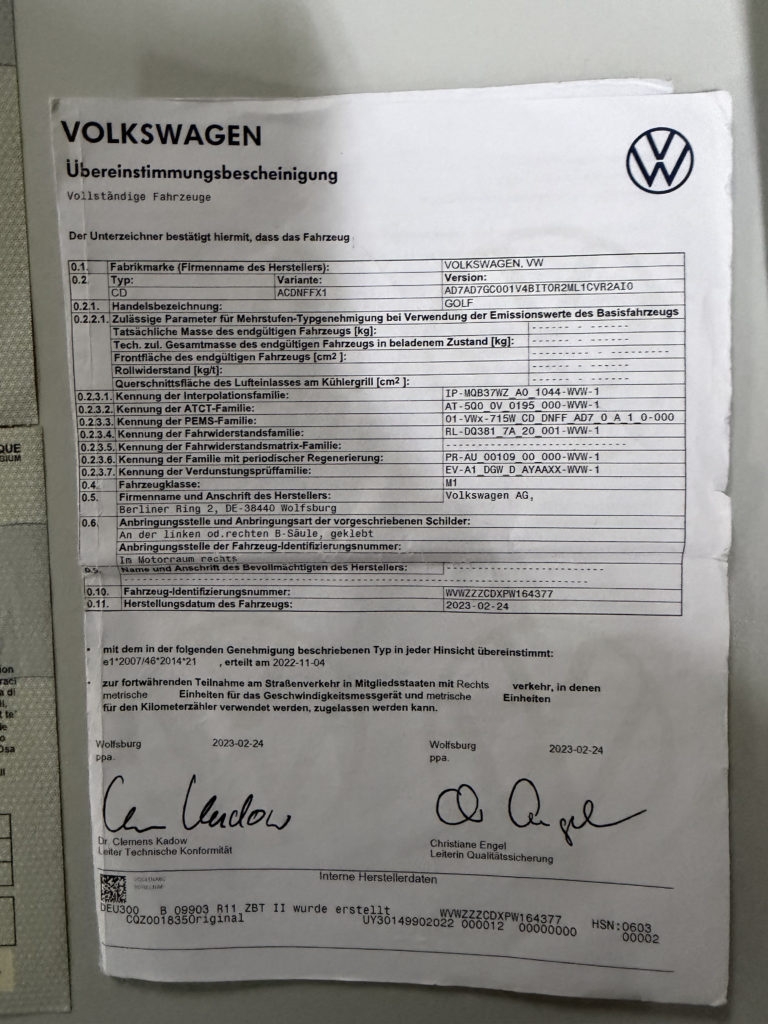 VOLKSWAGEN
Übereinstimmungsbescheinigung
Vollständige Fahrzeuge
Der Unterzeichner bestätigt hiermit, dass das Fahrzeug
0.1. Fabrikmarke (Firmenname des Herstellers): VOLKSWAGEN, VW
0.2. Typ: Variante: Version:
CD ACDNFFX1 AD7AD7GC001V4BIT0R2ML1CVR2AI0
0.2.1. Handelsbezeichnung: GOLF
0.2.2.1. Zulässige Parameter für Mehrstufen-Typgenehmigung bei Verwendung der Emissionswerte des Basisfahrzeugs
Tatsächliche Masse des endgültigen Fahrzeugs [kg]: ------ - ------
Tech. zul. Gesamtmasse des endgültigen Fahrzeugs in beladenem Zustand [kg]: ------ - ------
Frontfläche des endgültigen Fahrzeugs [cm²]: --------- - ---------
Rollwiderstand [kg/t]: ------ - ------
Querschnittsfläche des Lufteinlasses am Kühlergrill [cm²]: ------ - ------
0.2.3.1. Kennung der Interpolationsfamilie: IP-MQB37WZ_A0_1044-WVW-1
0.2.3.2. Kennung der ATCT-Familie: AT-5Q0_0V_0195_000-WVW-1
0.2.3.3. Kennung der PEMS-Familie: 01-VWx-715W_CD_DNFF_AD7_0_A_1_0-000
0.2.3.4. Kennung der Fahrwiderstandsfamilie: RL-DQ381_7A_20_001-WVW-1
0.2.3.5. Kennung der Fahrwiderstandsmatrix-Familie: ----------------------------
0.2.3.6. Kennung der Familie mit periodischer Regenerierung: PR-AU_00109_00_000-WVW-1
0.2.3.7. Kennung der Verdunstungsprüffamilie: EV-A1_DGW_D_AYAAXX-WVW-1
0.4. Fahrzeugklasse: M1
0.5. Firmenname und Anschrift des Herstellers: Volkswagen AG,
Berliner Ring 2, DE-38440 Wolfsburg
0.6. Anbringungsstelle und Anbringungsart der vorgeschriebenen Schilder:
An der linken od.rechten B-Säule, geklebt
Anbringungsstelle der Fahrzeug-Identifizierungsnummer:
Im Motorraum rechts
0.9. Name und Anschrift des Bevollmächtigten des Herstellers:
0.10. Fahrzeug-Identifizierungsnummer: WVWZZZCDXPW164377
0.11. Herstellungsdatum des Fahrzeugs: 2023-02-24
- mit dem in der folgenden Genehmigung beschriebenen Typ in jeder Hinsicht übereinstimmt:
e1*2007/46*2014*21 , erteilt am 2022-11-04
- zur fortwährenden Teilnahme am Straßenverkehr in Mitgliedsstaaten mit Rechts verkehr, in denen
metrische Einheiten für das Geschwindigkeitsmessgerät und metrische Einheiten
für den Kilometerzähler verwendet werden, zugelassen werden kann.
Wolfsburg 2023-02-24 Wolfsburg 2023-02-24
ppa. ppa.
Dr. Clemens Kadow Christiane Engel
Leiter Technische Konformität Leiterin Qualitätssicherung
Interne Herstellerdaten
DEU300 B 09903 R11 ZBT II wurde erstellt WVWZZZCDXPW164377 HSN:0603
CQZ0018350riginal UY30149902022 000012 00000000 00002